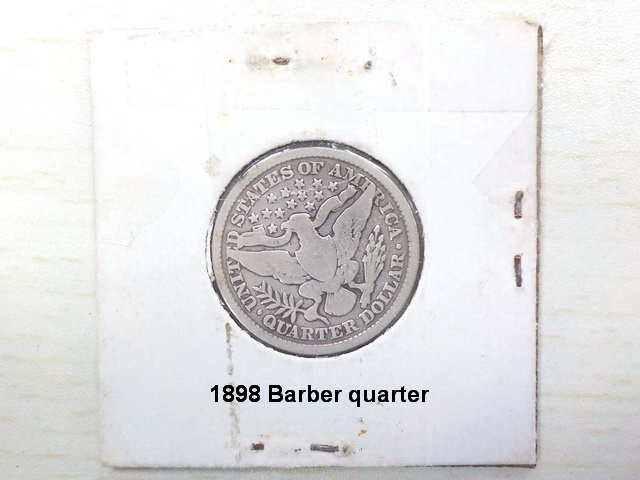 UNITED STATES OF AMERICA
· QUARTER DOLLAR ·
1898 Barber quarter